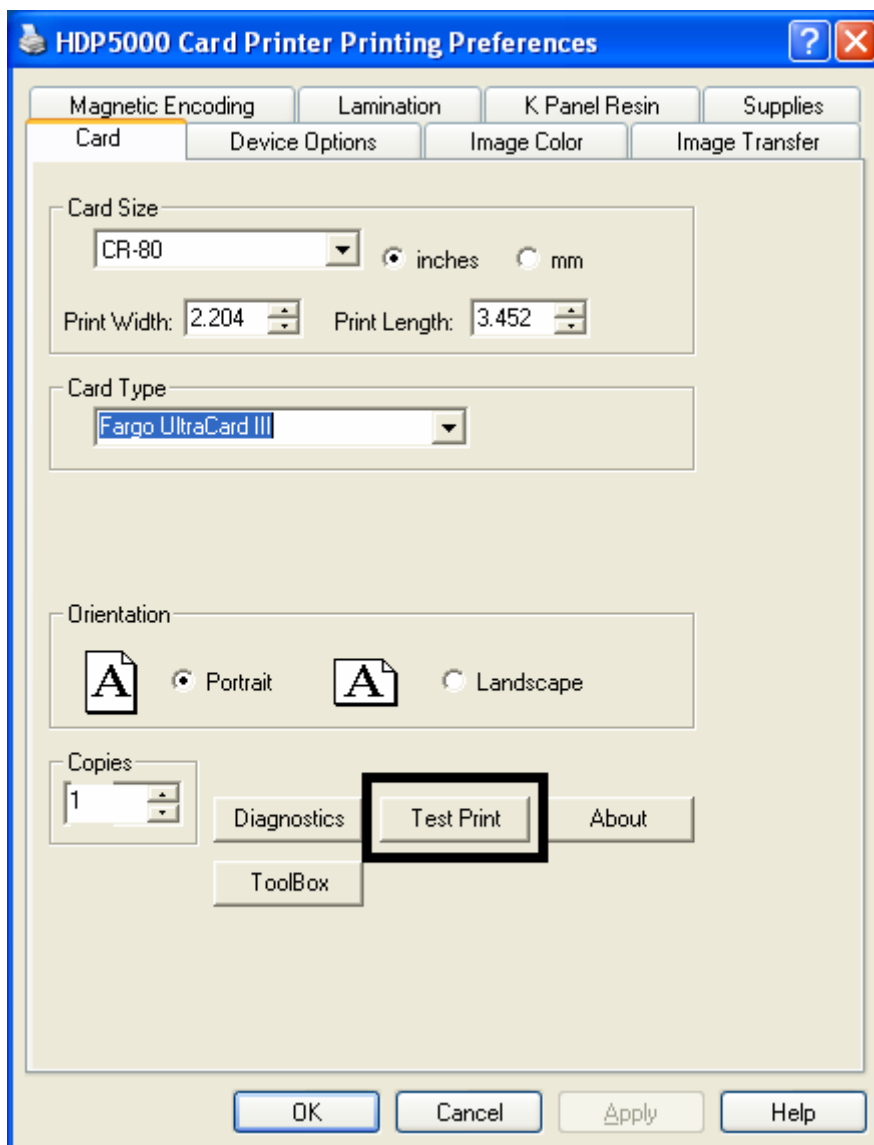 HDP5000 Card Printer Printing Preferences
Magnetic Encoding Lamination K Panel Resin Supplies
Card Device Options Image Color Image Transfer
Card Size
CR-80 inches mm
Print Width: 2.204 Print Length: 3.452
Card Type
Fargo UltraCard III
Orientation
A Portrait A Landscape
Copies
1
Diagnostics Test Print About
ToolBox
OK Cancel Apply Help